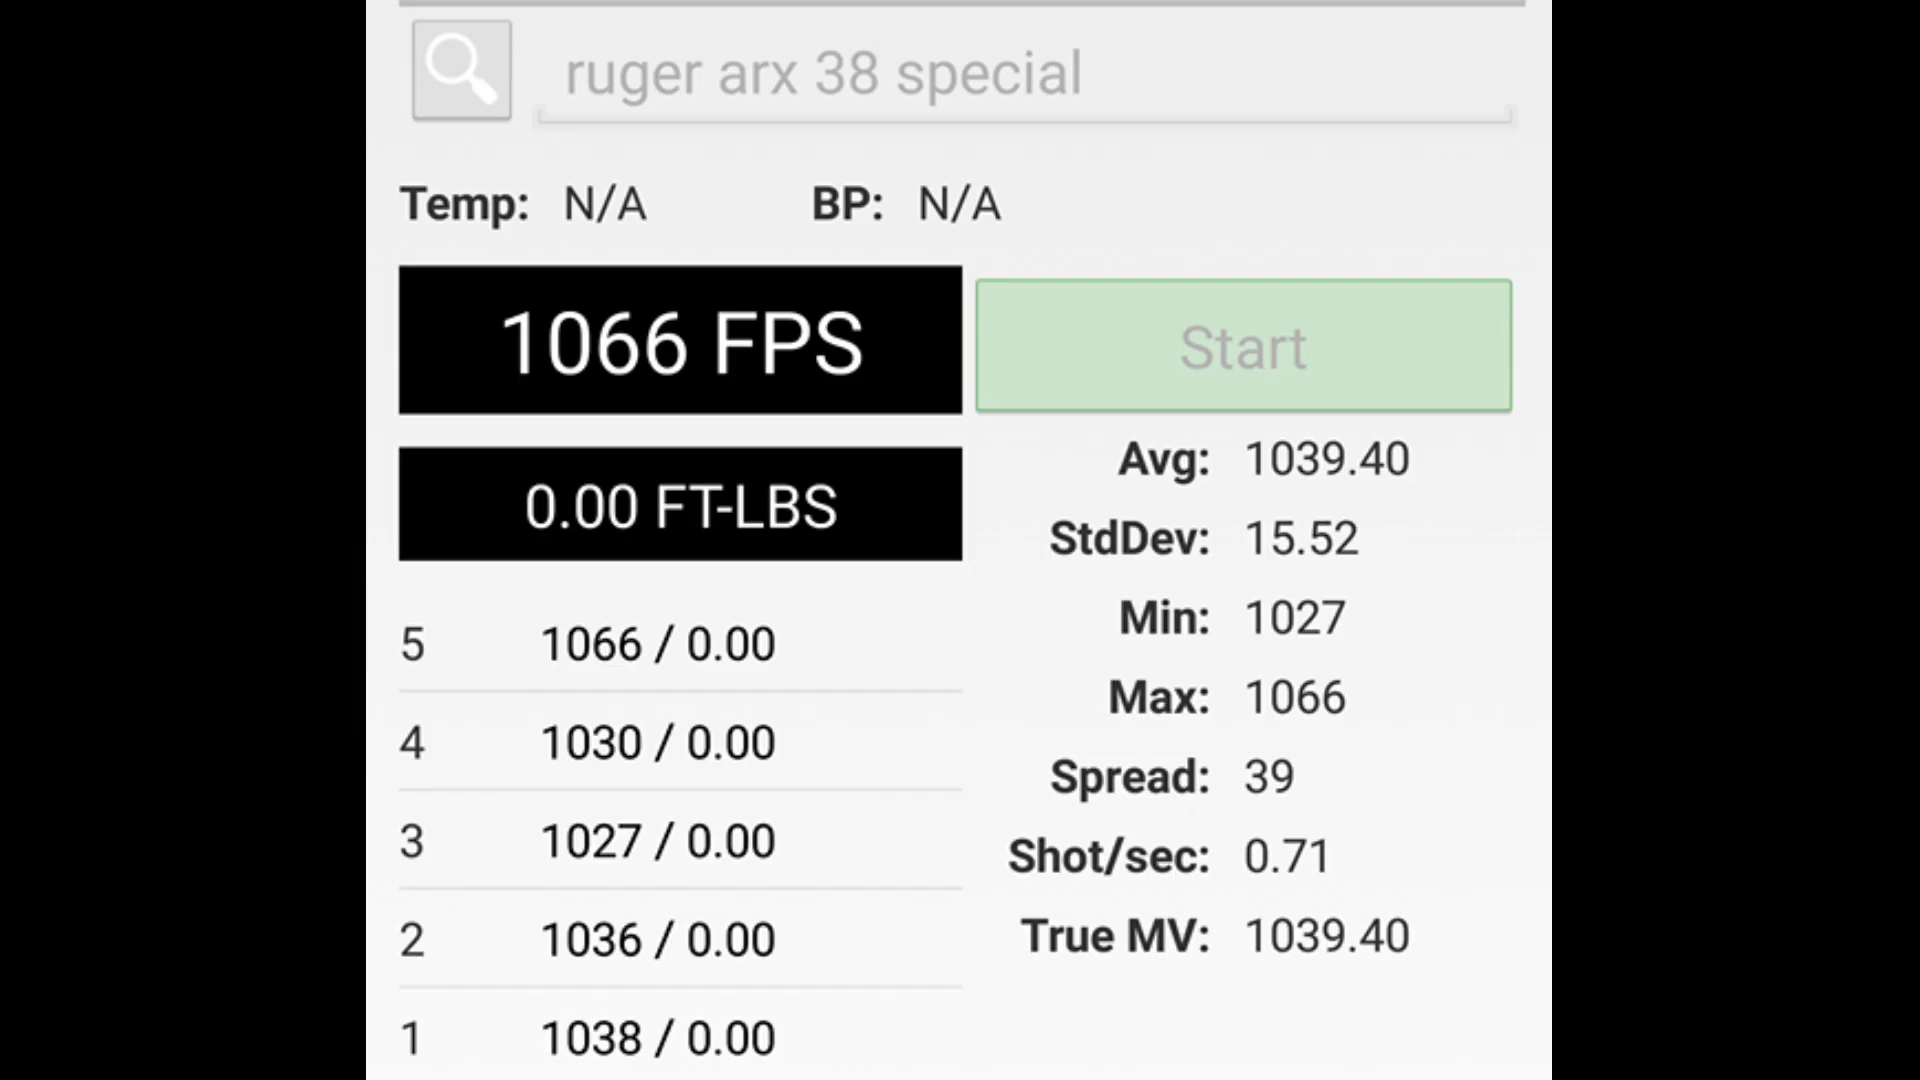 ruger arx 38 special
Temp: N/A BP: N/A
1066 FPS
Start
0.00 FT-LBS
Avg: 1039.40
StdDev: 15.52
Min: 1027
Max: 1066
Spread: 39
Shot/sec: 0.71
True MV: 1039.40
5 1066 / 0.00
4 1030 / 0.00
3 1027 / 0.00
2 1036 / 0.00
1 1038 / 0.00